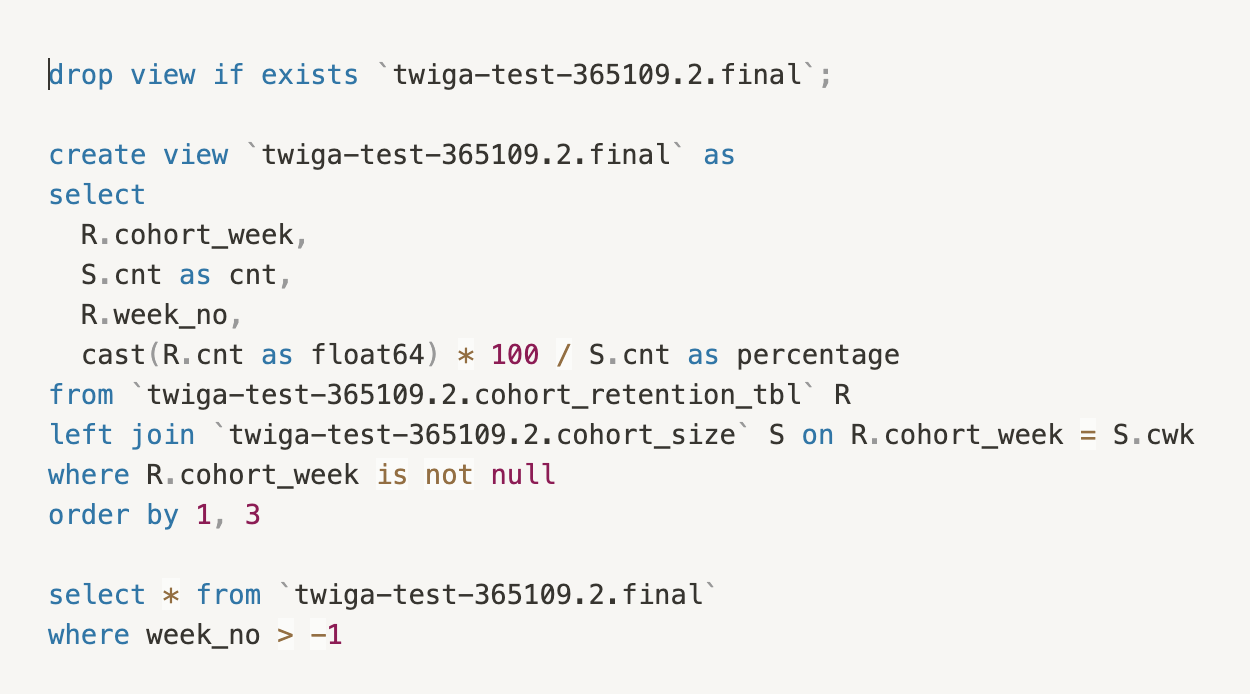 drop view if exists `twiga-test-365109.2.final`;
create view `twiga-test-365109.2.final` as
select
R.cohort_week,
S.cnt as cnt,
R.week_no,
cast(R.cnt as float64) * 100 / S.cnt as percentage
from `twiga-test-365109.2.cohort_retention_tbl` R
left join `twiga-test-365109.2.cohort_size` S on R.cohort_week = S.cwk
where R.cohort_week is not null
order by 1, 3
select * from `twiga-test-365109.2.final`
where week_no > -1